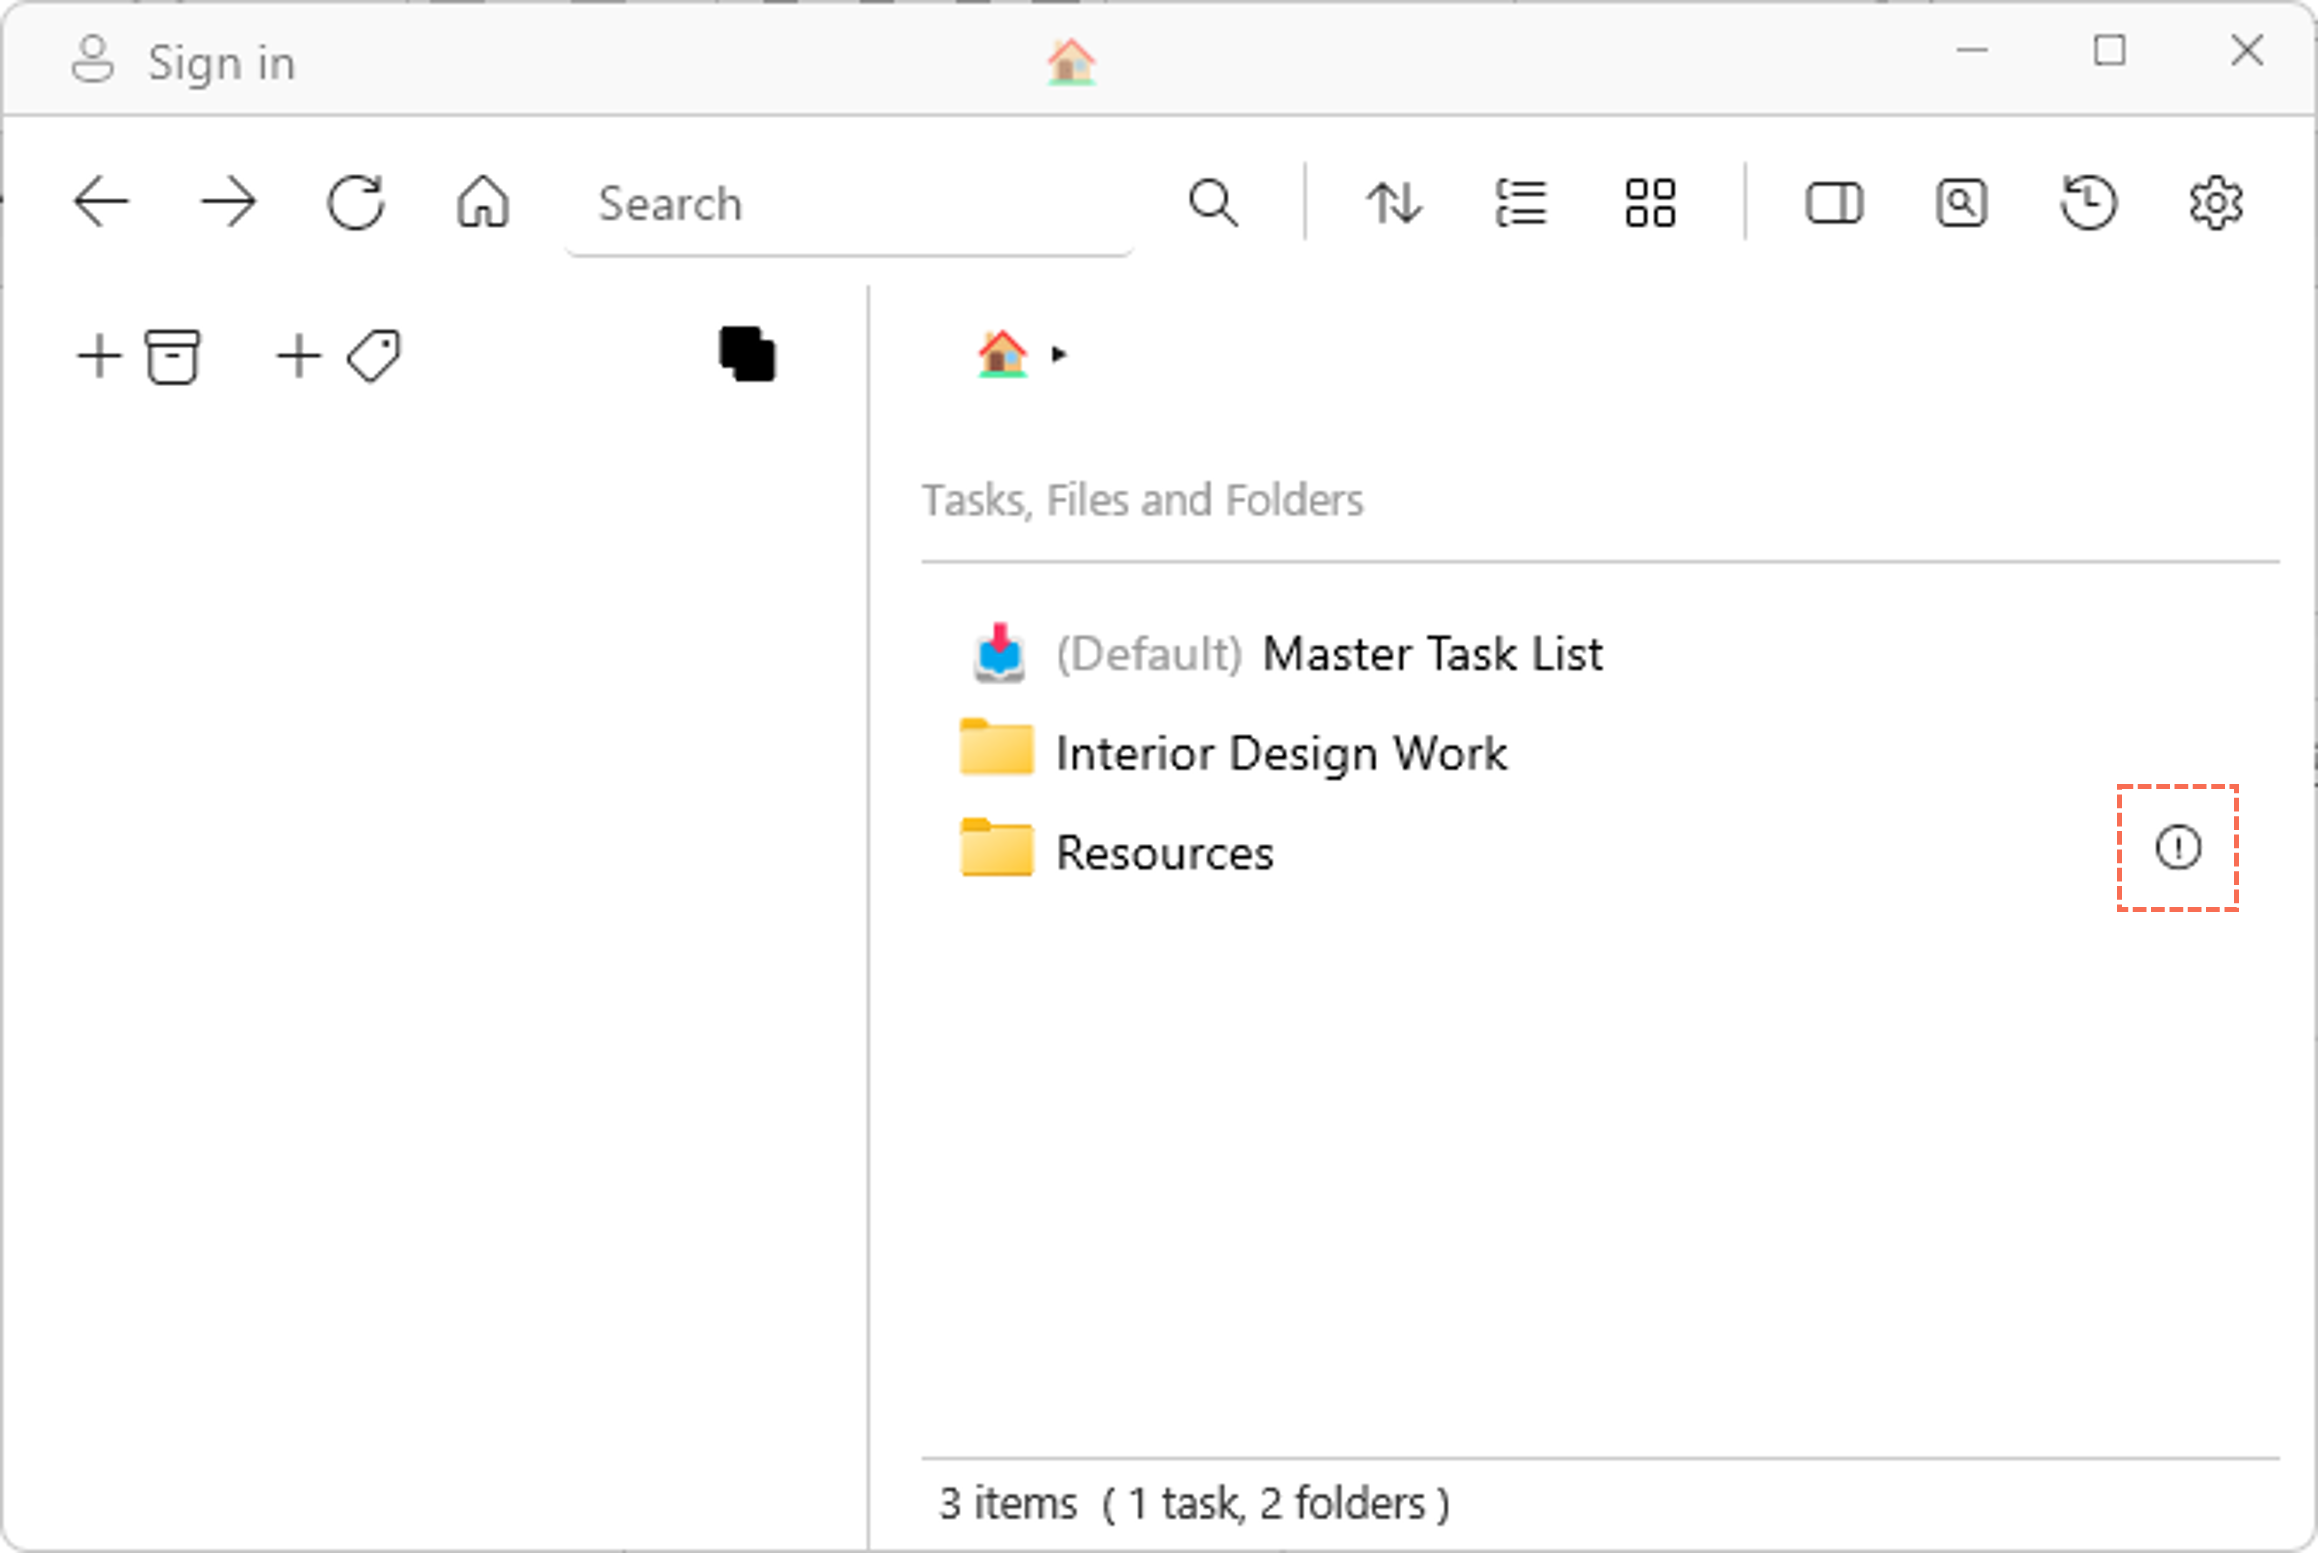 Sign in
Search
Tasks, Files and Folders
(Default) Master Task List
Interior Design Work
Resources
3 items ( 1 task, 2 folders )